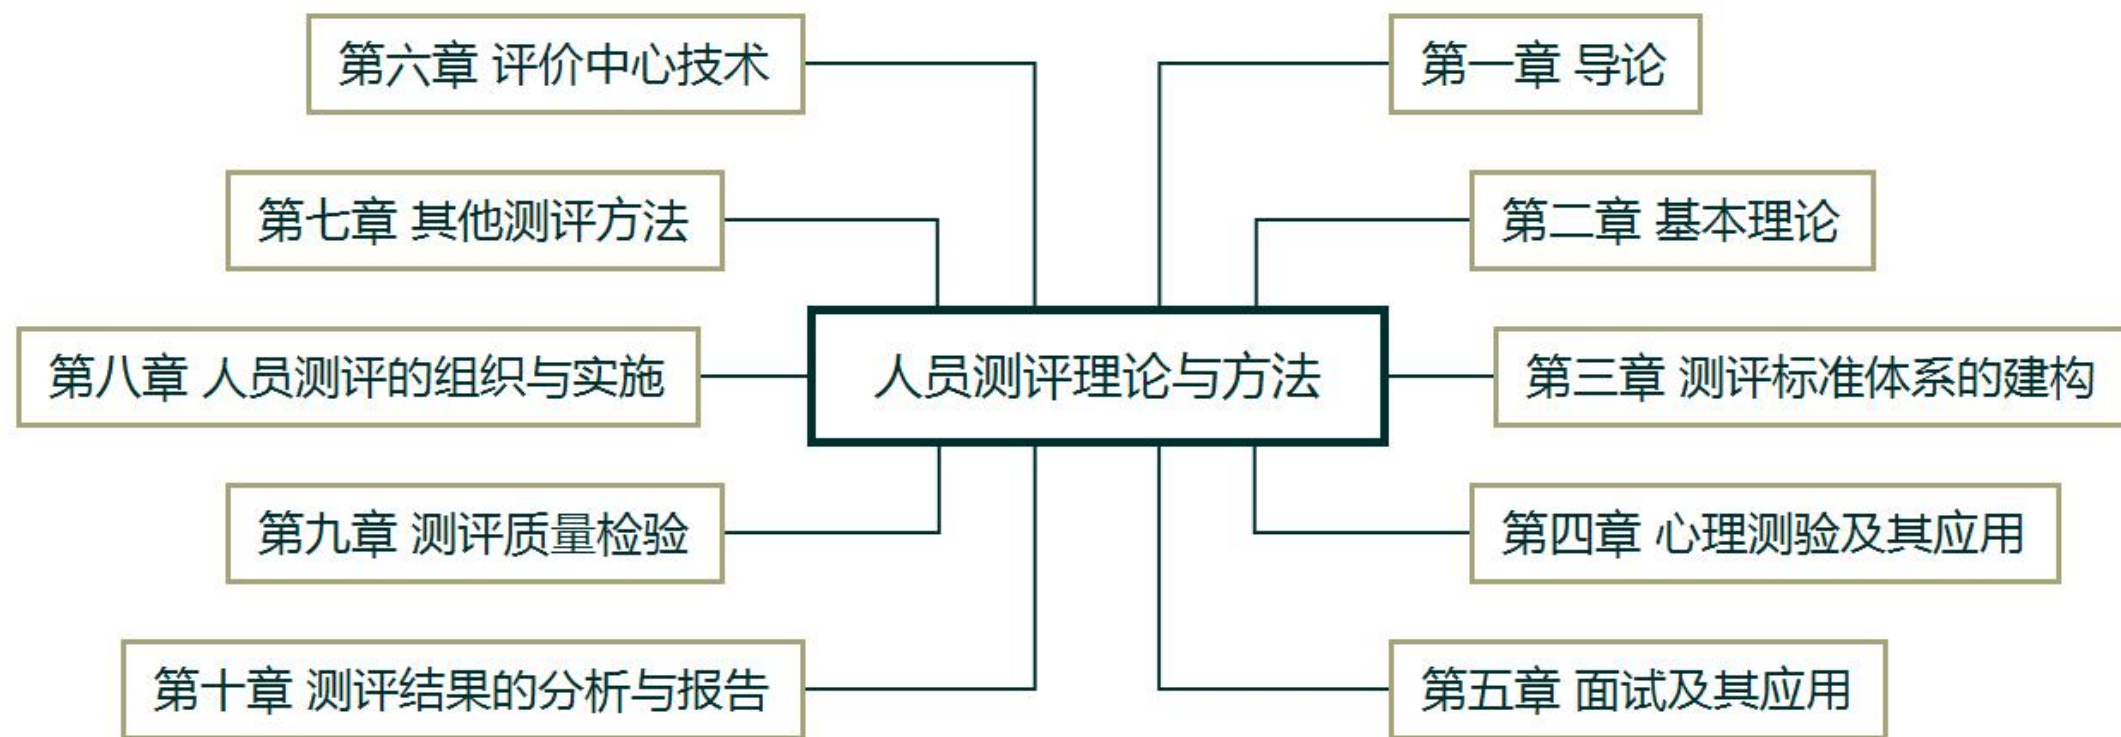 第六章 评价中心技术
第一章 导论
第七章 其他测评方法
第二章 基本理论
第八章 人员测评的组织与实施
人员测评理论与方法
第三章 测评标准体系的建构
第九章 测评质量检验
第四章 心理测验及其应用
第十章 测评结果的分析与报告
第五章 面试及其应用